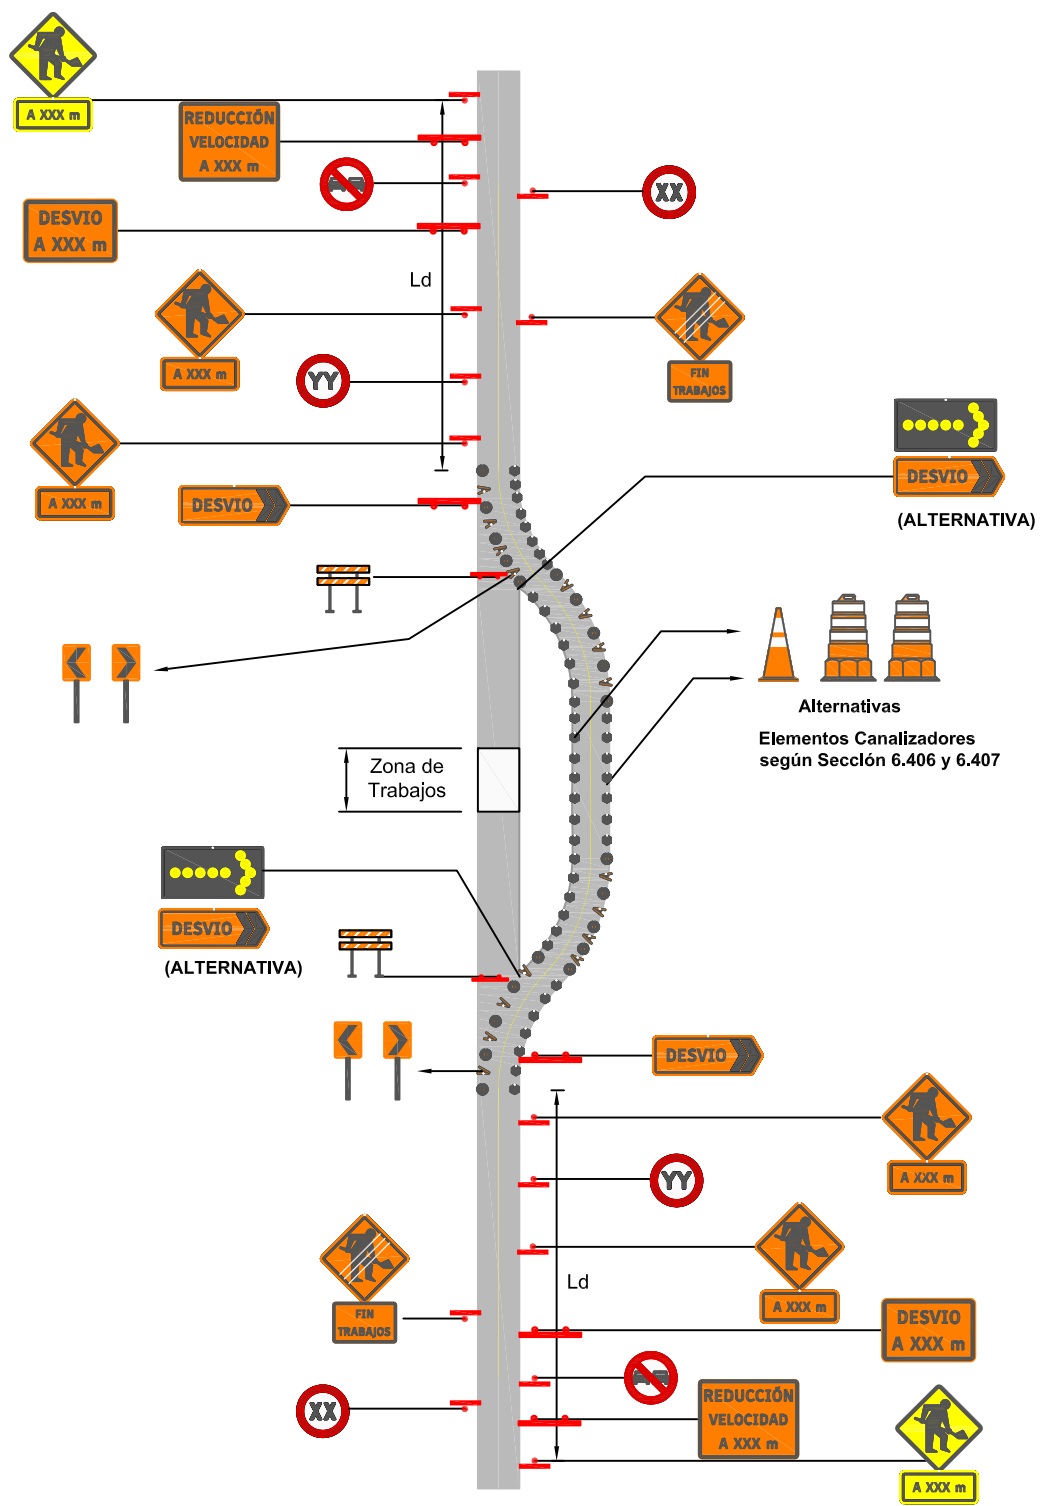 A XXX m
REDUCCIÓN
VELOCIDAD
A XXX m
XX
DESVIO
A XXX m
Ld
A XXX m
FIN
TRABAJOS
YY
A XXX m
DESVIO
DESVIO
(ALTERNATIVA)
Alternativas
Elementos Canalizadores
según Sección 6.406 y 6.407
Zona de
Trabajos
DESVIO
(ALTERNATIVA)
DESVIO
A XXX m
YY
A XXX m
Ld
FIN
TRABAJOS
DESVIO
A XXX m
XX
REDUCCIÓN
VELOCIDAD
A XXX m
A XXX m